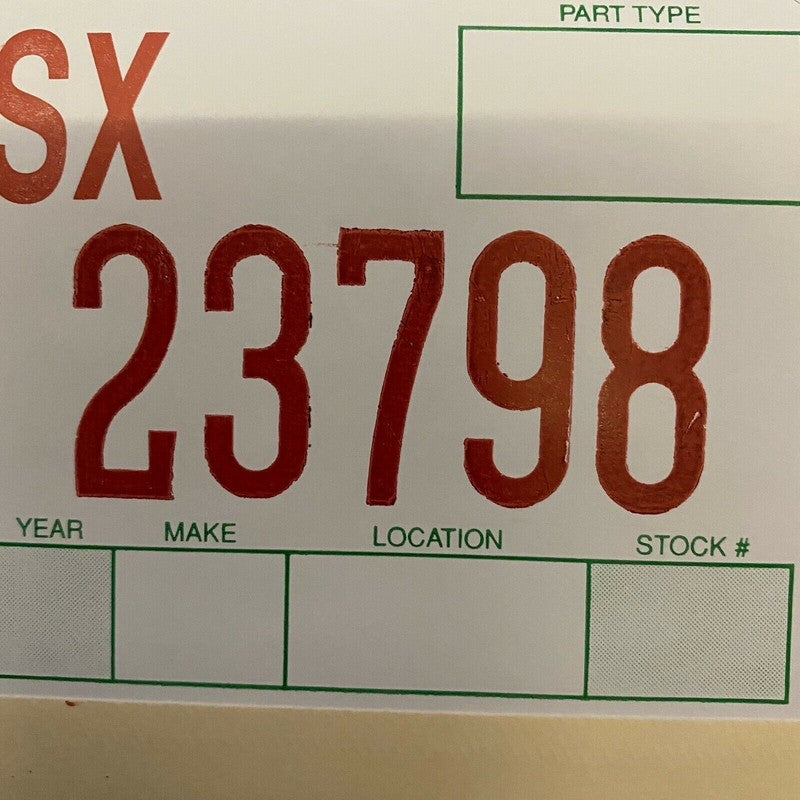 PART TYPE
SX
23798
YEAR MAKE LOCATION STOCK #